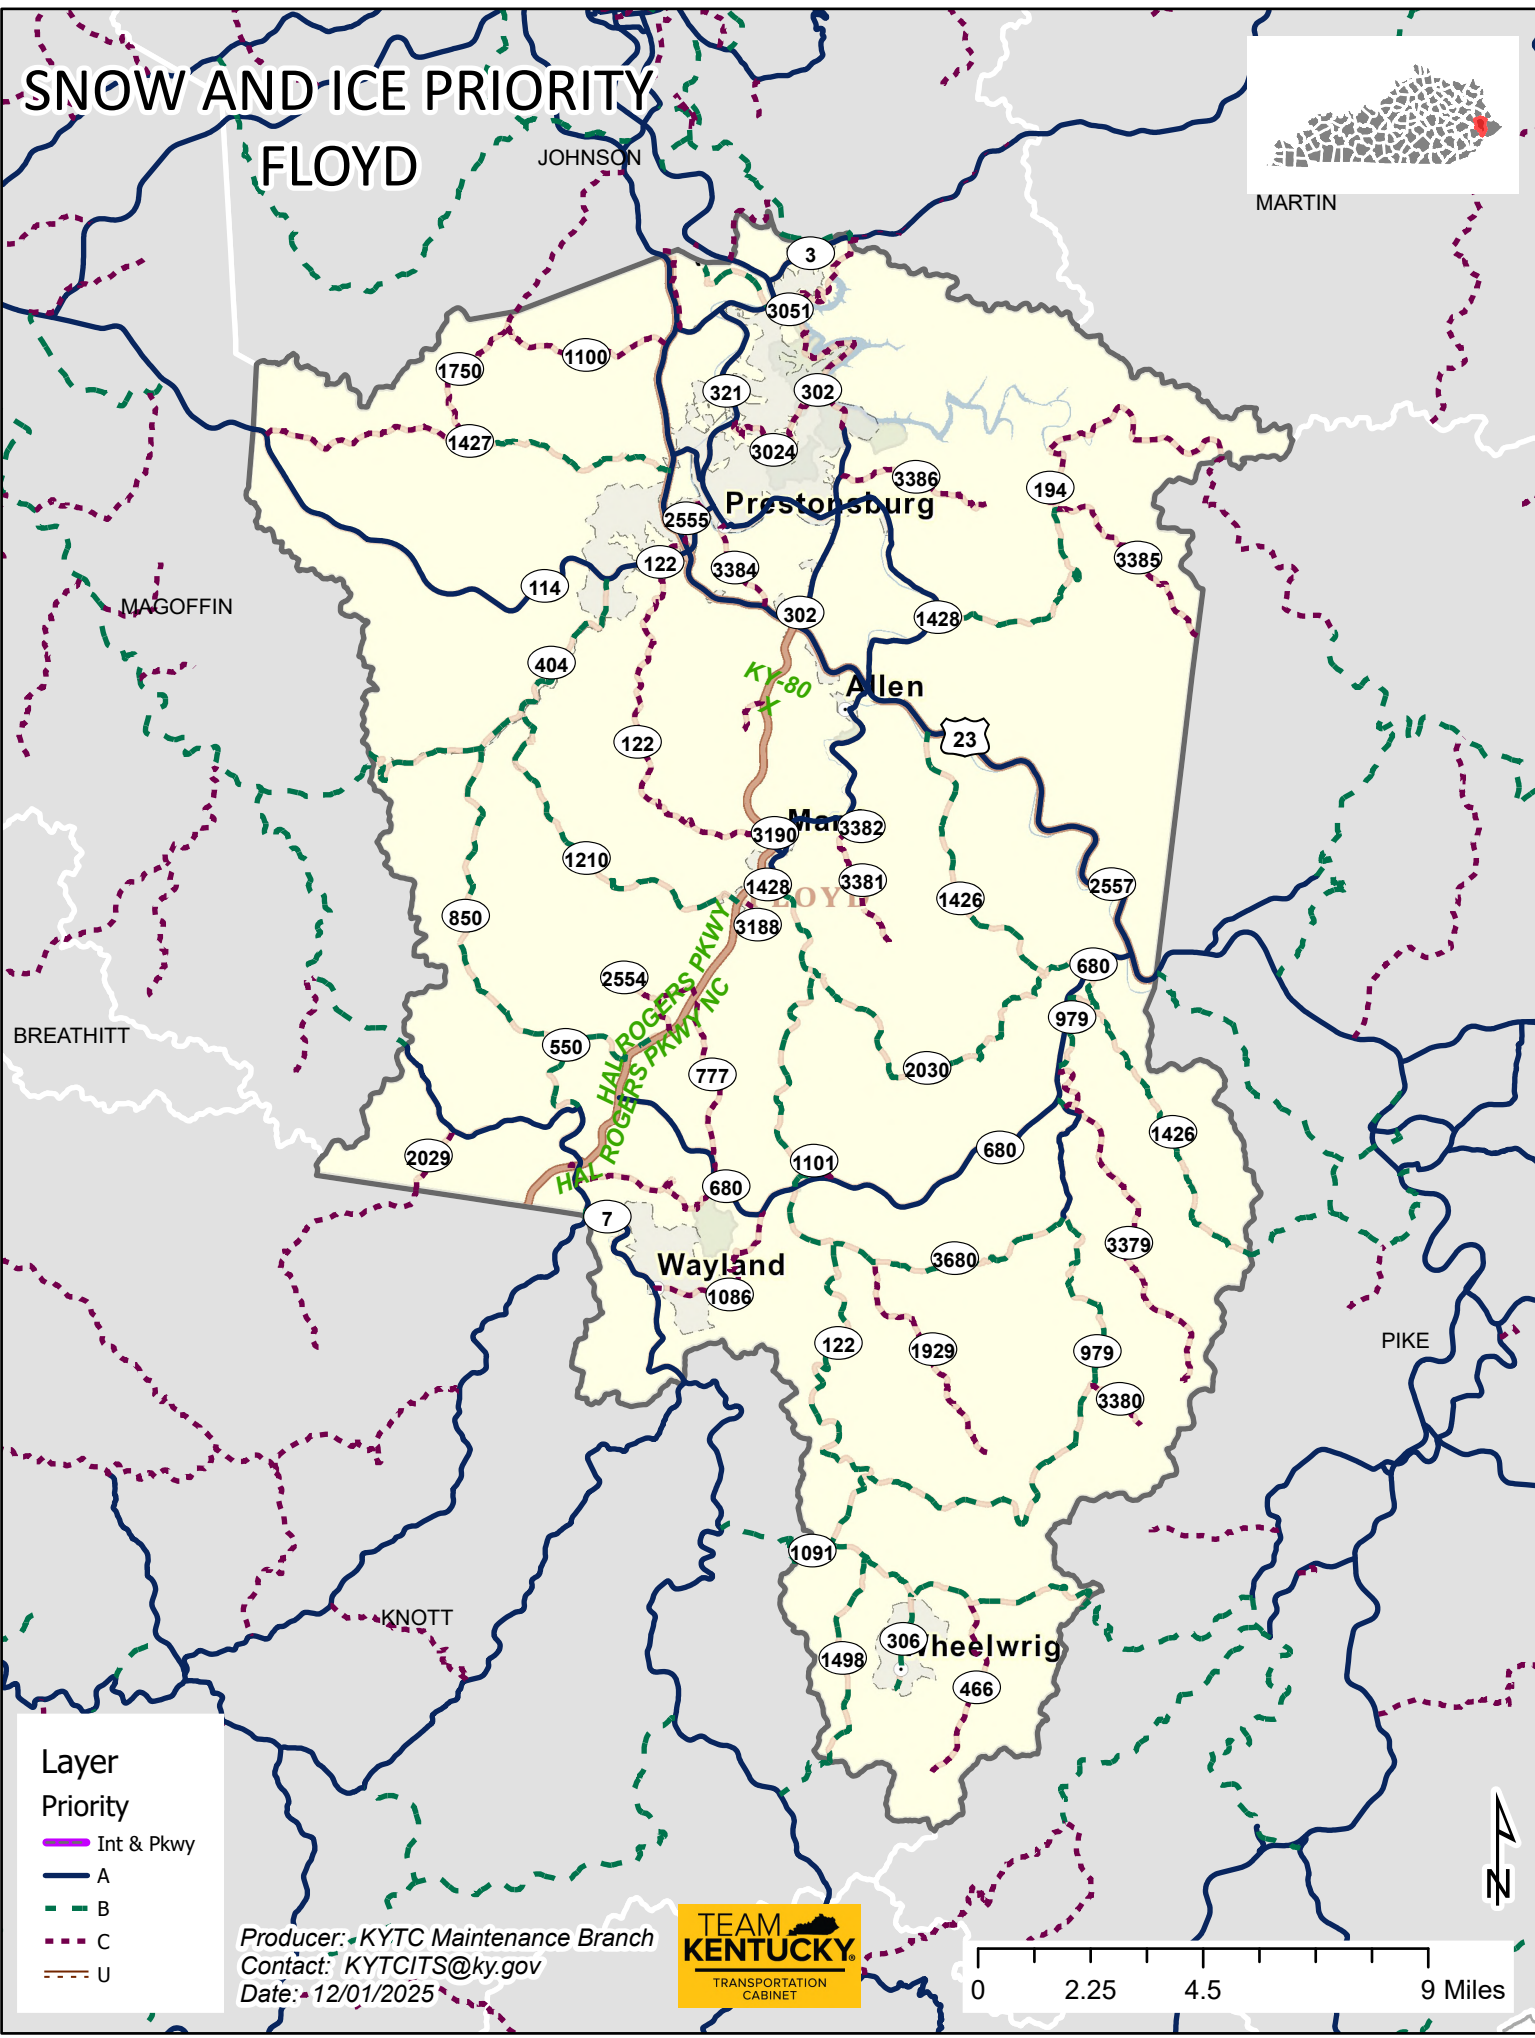 SNOW AND ICE PRIORITY
FLOYD
JOHNSON
MARTIN
3
3051
1100
1750
321
302
1427
3024
3386
194
Prestonsburg
2555
3385
122
3384
114
MAGOFFIN
302
1428
404
KY-80
Allen
122
23
3190
3382
1210
3381
1428
2557
1426
850
3188
680
2554
HAL ROGERS PKWY
HAL ROGERS PKWY NC
979
BREATHITT
550
2030
777
1426
680
2029
1101
680
7
3379
3680
Wayland
1086
122
1929
979
PIKE
3380
1091
KNOTT
306
heelwrig
1498
466
Layer
Priority
Int & Pkwy
A
B
C
U
Producer: KYTC Maintenance Branch
Contact: KYTCITS@ky.gov
Date: 12/01/2025
TEAM
KENTUCKY
®
TRANSPORTATION
CABINET
N
0 2.25 4.5 9 Miles